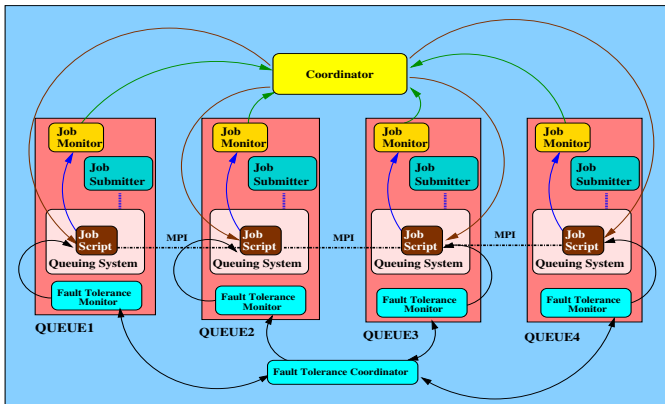 Coordinator
Job
Monitor
Job
Submitter
Job
Script
Queuing System
Fault Tolerance
Monitor
QUEUE1
MPI
Job
Monitor
Job
Submitter
Job
Script
Queuing System
Fault Tolerance
Monitor
QUEUE2
MPI
Job
Monitor
Job
Submitter
Job
Script
Queuing System
Fault Tolerance
Monitor
QUEUE3
MPI
Job
Monitor
Job
Submitter
Job
Script
Queuing System
Fault Tolerance
Monitor
QUEUE4
Fault Tolerance Coordinator